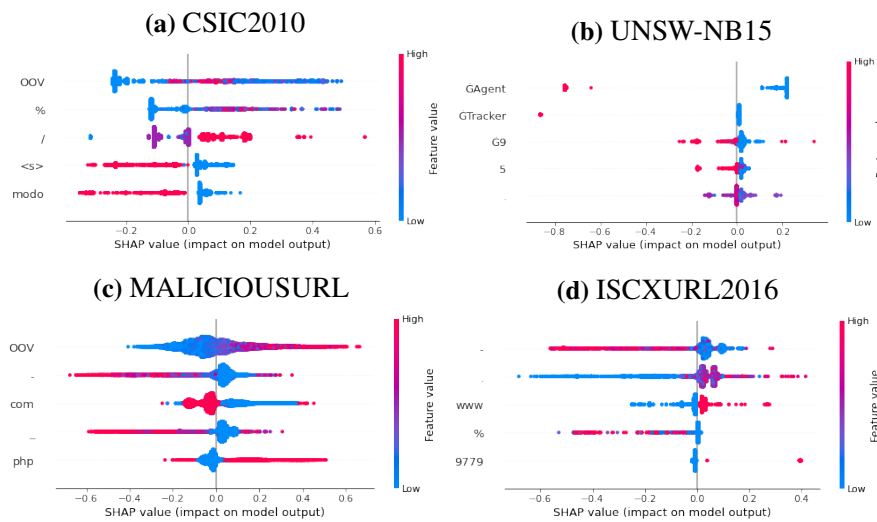 (a) CSIC2010
High
OOV
%
/
<s>
modo
Feature value
Low
−0.2 0.0 0.2 0.4 0.6
SHAP value (impact on model output)
(b) UNSW-NB15
High
GAgent
GTracker
G9
5
.
Low
−0.8 −0.6 −0.4 −0.2 0.0 0.2
SHAP value (impact on model output)
(c) MALICIOUSURL
High
OOV
-
com
_
php
Feature value
Low
−0.6 −0.4 −0.2 0.0 0.2 0.4 0.6
SHAP value (impact on model output)
(d) ISCXURL2016
High
-
.
www
%
9779
Feature value
Low
−0.6 −0.4 −0.2 0.0 0.2 0.4
SHAP value (impact on model output)